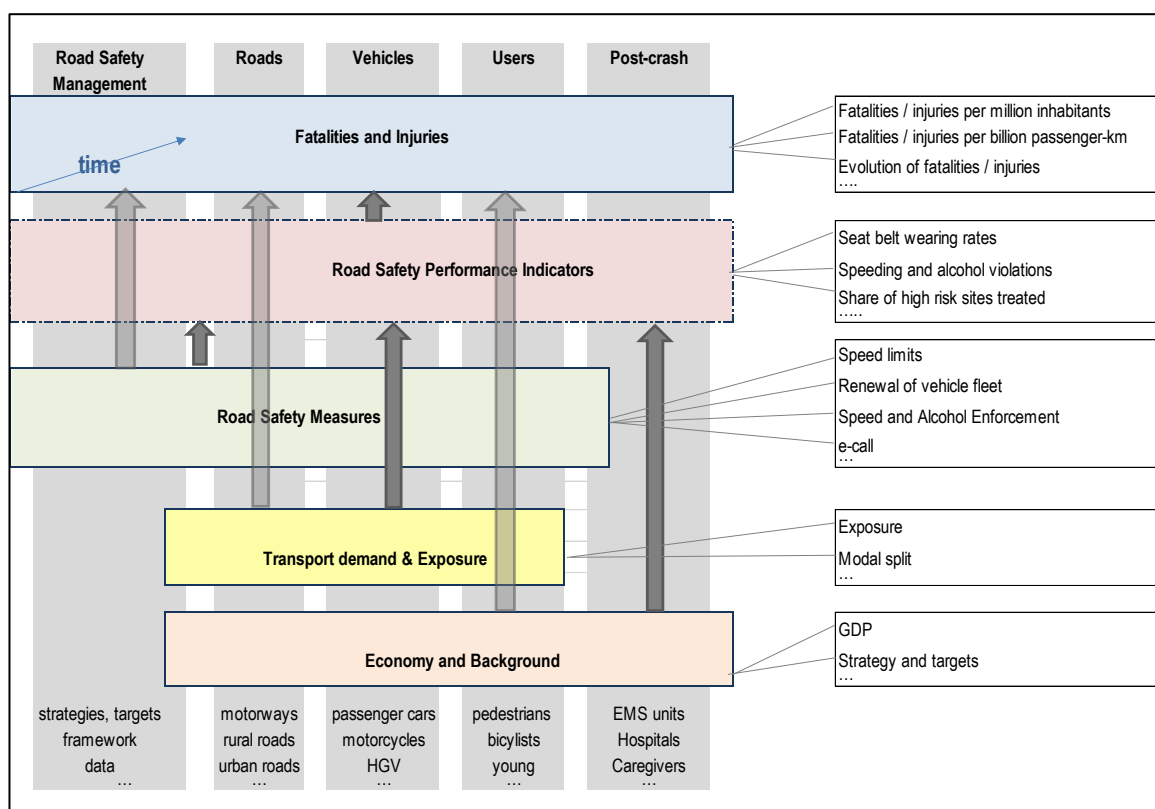 Road Safety
Management
Roads
Vehicles
Users
Post-crash
Fatalities and Injuries
time
Fatalities / injuries per million inhabitants
Fatalities / injuries per billion passenger-km
Evolution of fatalities / injuries
....
Road Safety Performance Indicators
Seat belt wearing rates
Speeding and alcohol violations
Share of high risk sites treated
.....
Road Safety Measures
Speed limits
Renewal of vehicle fleet
Speed and Alcohol Enforcement
e-call
...
Transport demand & Exposure
Exposure
Modal split
...
Economy and Background
GDP
Strategy and targets
...
strategies, targets
framework
data
...
motorways
rural roads
urban roads
...
passenger cars
motorcycles
HGV
...
pedestrians
bicylists
young
...
EMS units
Hospitals
Caregivers
...